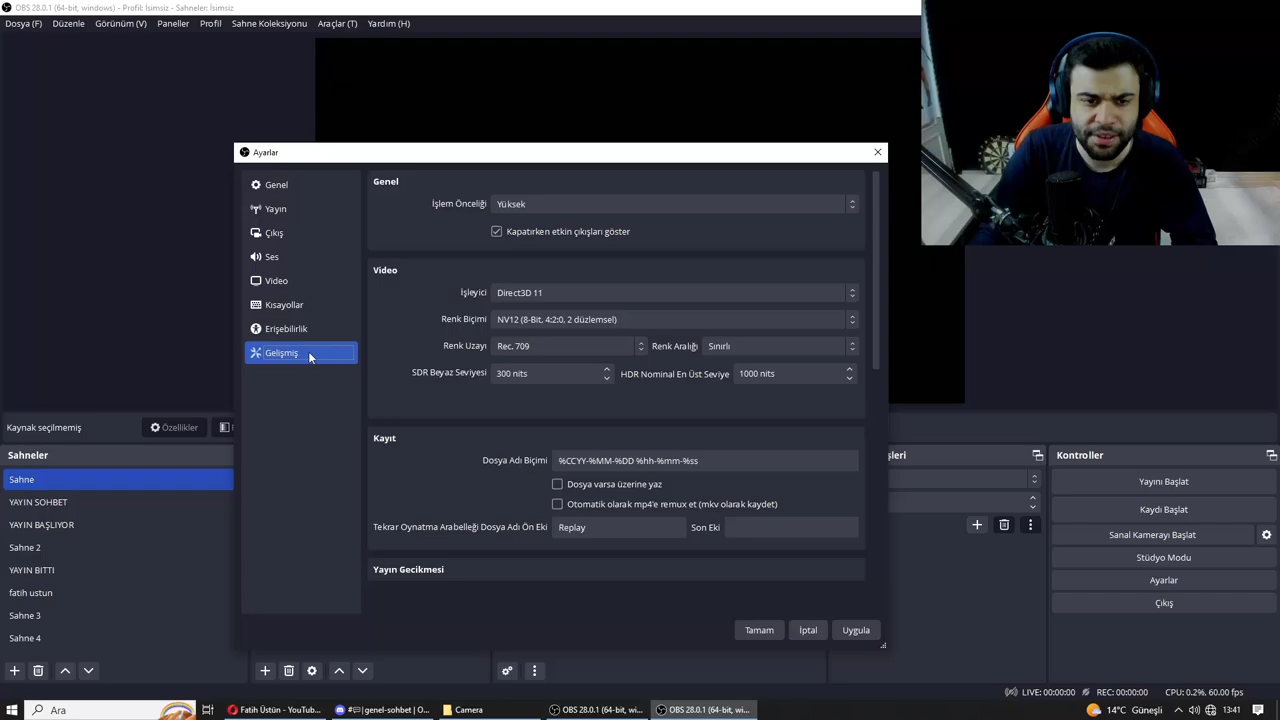 OBS 28.0.1 (64-bit, windows) - Profil: İsimsiz - Sahneler: İsimsiz
Dosya (F) Düzenle Görünüm (V) Paneller Profil Sahne Koleksiyonu Araçlar (T) Yardım (H)
Ayarlar
Genel
Yayın
Çıkış
Ses
Video
Kısayollar
Erişebilirlik
Gelişmiş
Genel
İşlem Önceliği Yüksek
Kapatırken etkin çıkışları göster
Video
İşleyici Direct3D 11
Renk Biçimi NV12 (8-Bit, 4:2:0, 2 düzlemsel)
Renk Uzayı Rec. 709 Renk Aralığı Sınırlı
SDR Beyaz Seviyesi 300 nits HDR Nominal En Üst Seviye 1000 nits
Kayıt
Dosya Adı Biçimi %CCYY-%MM-%DD %hh-%mm-%ss
Dosya varsa üzerine yaz
Otomatik olarak mp4'e remux et (mkv olarak kaydet)
Tekrar Oynatma Arabelleği Dosya Adı Ön Eki Replay Son Eki
Yayın Gecikmesi
Tamam İptal Uygula
Kaynak seçilmemiş Özellikler
Sahneler
Sahne
YAYIN SOHBET
YAYIN BAŞLIYOR
Sahne 2
YAYIN BITTI
fatih ustun
Sahne 3
Sahne 4
Kontroller
Yayını Başlat
Kaydi Başlat
Sanal Kamerayı Başlat
Stüdyo Modu
Ayarlar
Çıkış
LIVE: 00:00:00 REC: 00:00:00 CPU: 0.2%, 60.00 fps
Ara
Fatih Üstün - YouTub...
genel-sohbet | O...
Camera
OBS 28.0.1 (64-bit, wi...
OBS 28.0.1 (64-bit, wi...
14°C Güneşli
13:41